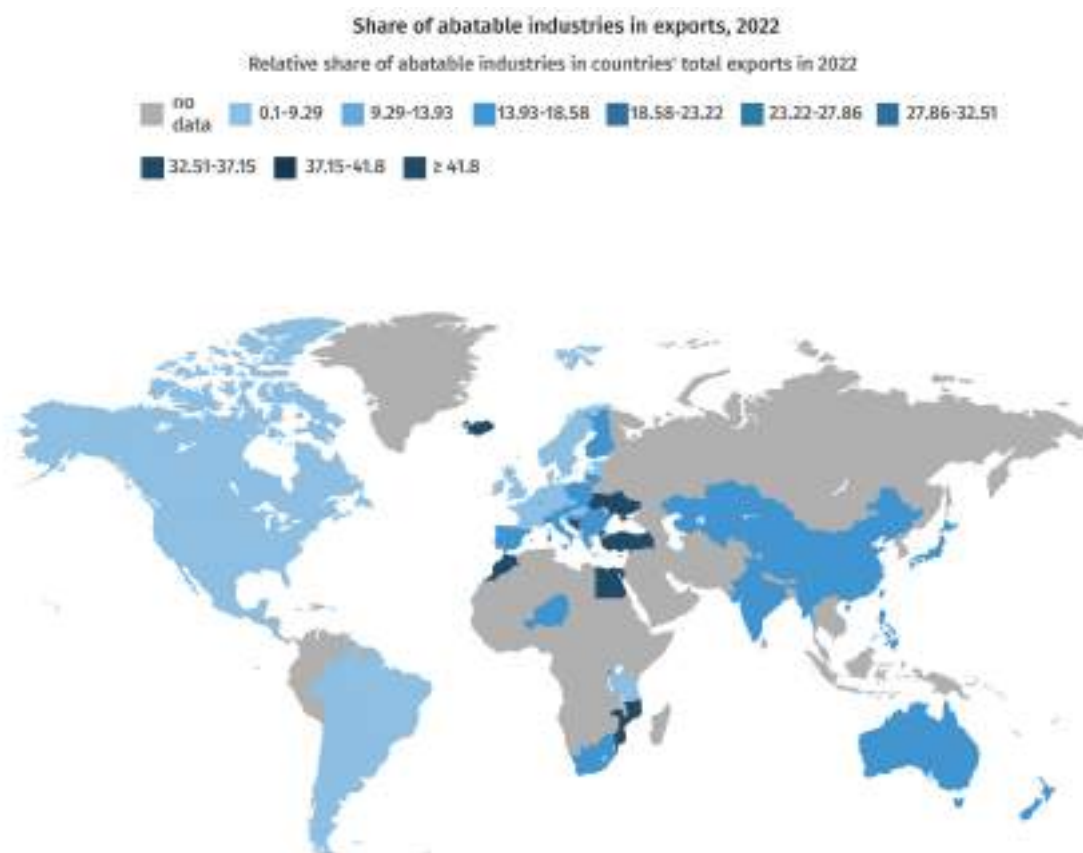 Share of abatable industries in exports, 2022
Relative share of abatable industries in countries' total exports in 2022
no data 0.1-9.29 9.29-13.93 13.93-18.58 18.58-23.22 23.22-27.86 27.86-32.51
32.51-37.15 37.15-41.8 ≥ 41.8